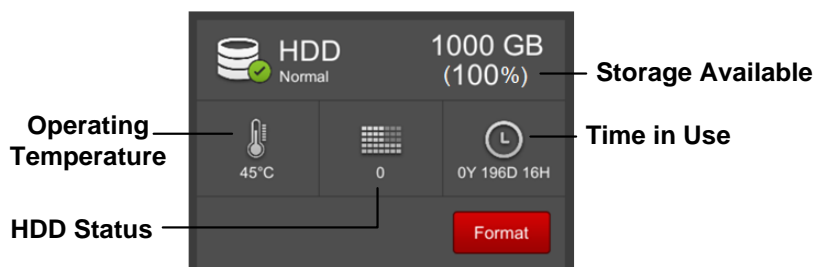 HDD
Normal
1000 GB
(100%)
Storage Available
Operating
Temperature
45°C
0
0Y 196D 16H
Time in Use
HDD Status
Format